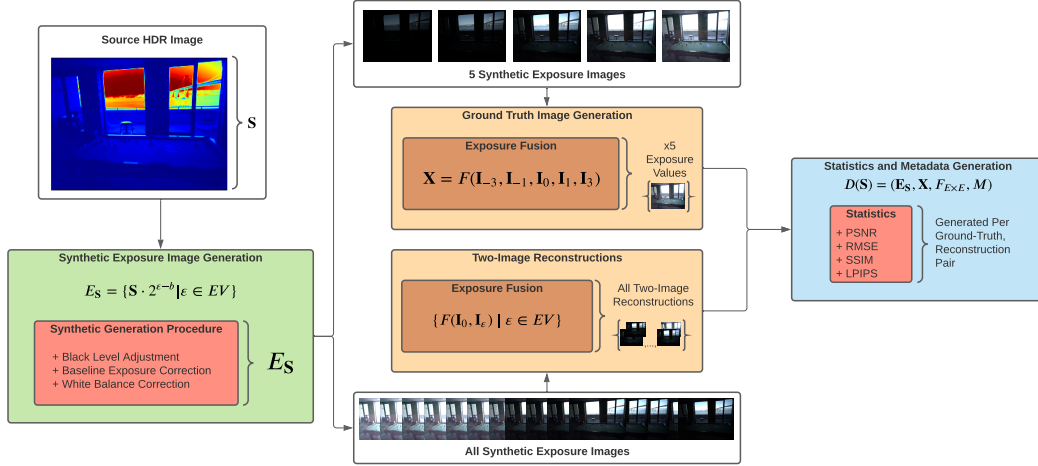 Source HDR Image
S
Synthetic Exposure Image Generation
E_S = {S · 2^{ε−b} | ε ∈ EV}
Synthetic Generation Procedure
+ Black Level Adjustment
+ Baseline Exposure Correction
+ White Balance Correction
E_S
5 Synthetic Exposure Images
Ground Truth Image Generation
Exposure Fusion
X = F(I_{−3}, I_{−1}, I_0, I_1, I_3)
x5
Exposure
Values
Two-Image Reconstructions
Exposure Fusion
{F(I_0, I_ε) | ε ∈ EV}
All Two-Image
Reconstructions
,...,
All Synthetic Exposure Images
Statistics and Metadata Generation
D(S) = (E_S, X, F_{E×E}, M)
Statistics
+ PSNR
+ RMSE
+ SSIM
+ LPIPS
Generated Per
Ground-Truth,
Reconstruction
Pair